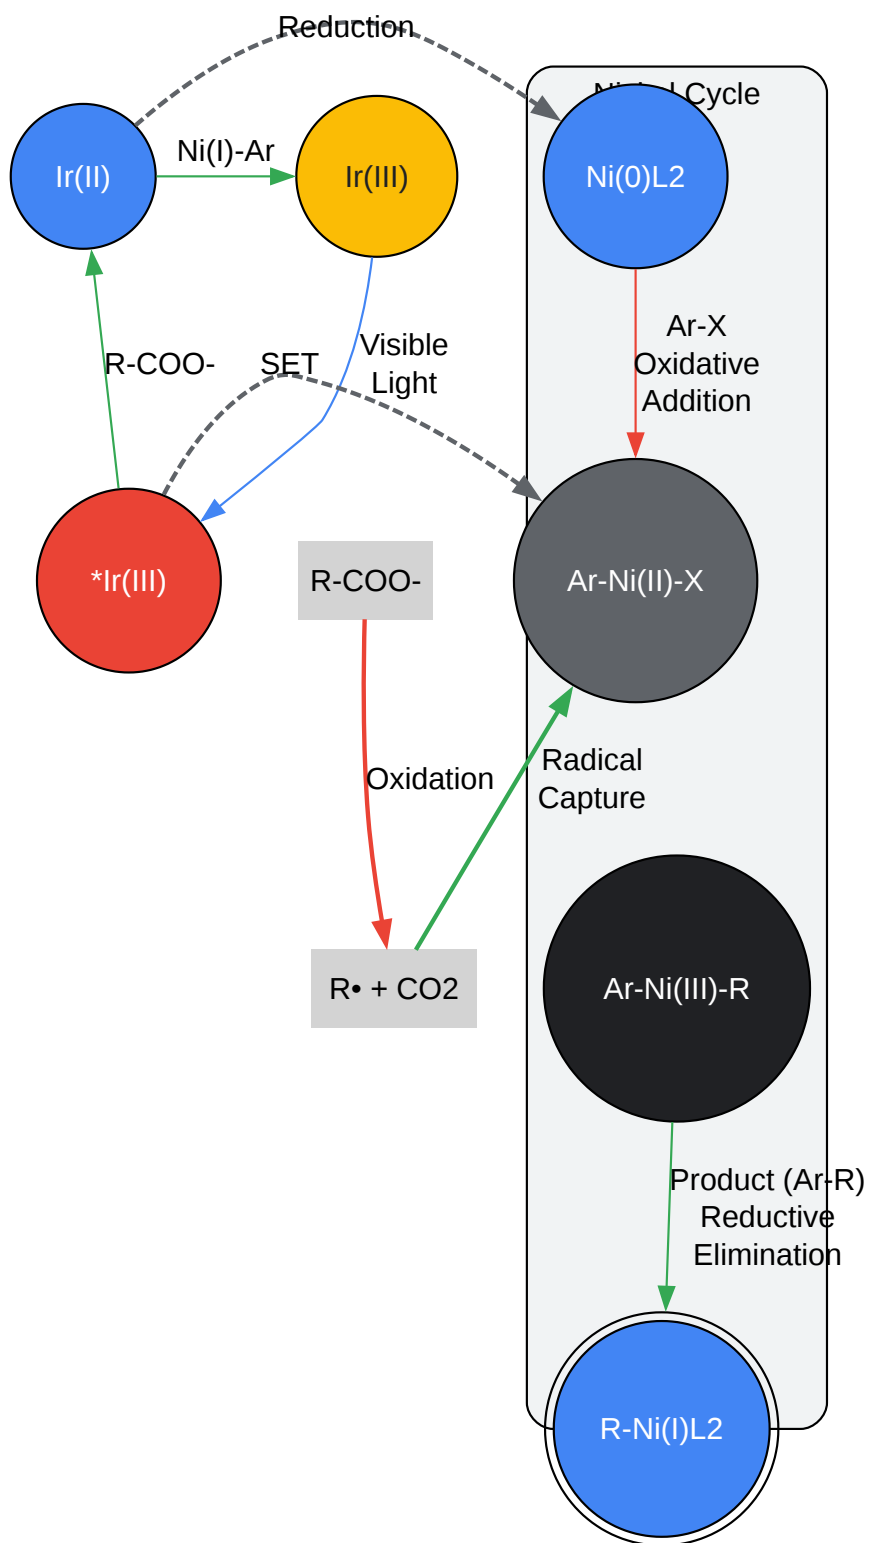 Reduction
Cycle
Ir(II)
Ni(I)-Ar
Ir(III)
Ni(0)L2
R-COO-
SET
Visible
Light
Ar-X
Oxidative
Addition
*Ir(III)
R-COO-
Ar-Ni(II)-X
Oxidation
Radical
Capture
R• + CO2
Ar-Ni(III)-R
Product (Ar-R)
Reductive
Elimination
R-Ni(I)L2